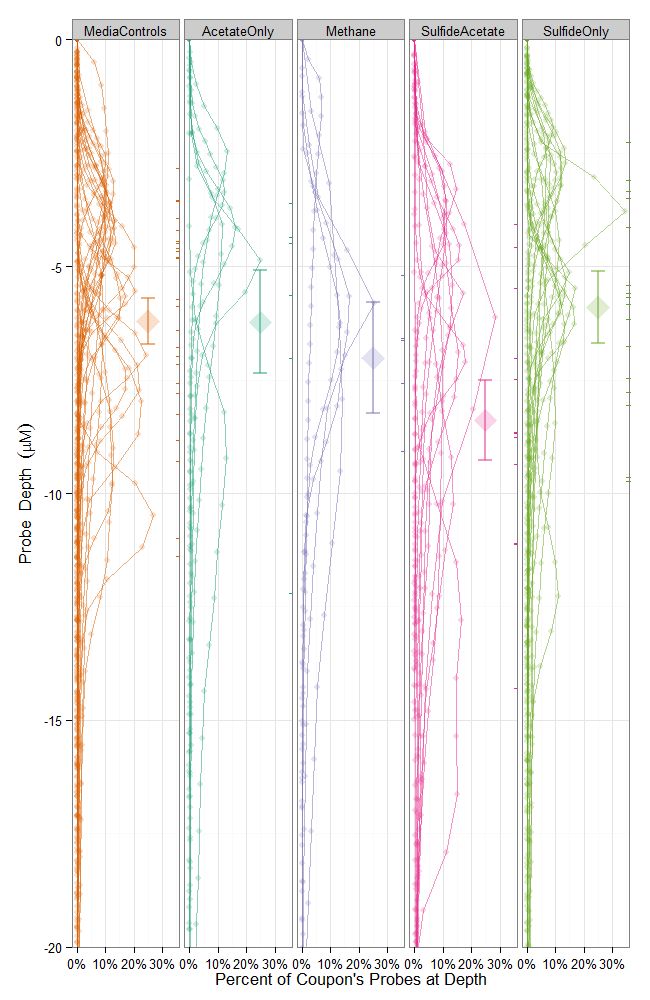 MediaControls AcetateOnly Methane SulfideAcetate SulfideOnly
0
-5
-10
-15
-20
Probe Depth (µM)
0% 10% 20% 30% 0% 10% 20% 30% 0% 10% 20% 30% 0% 10% 20% 30% 0% 10% 20% 30%
Percent of Coupon's Probes at Depth